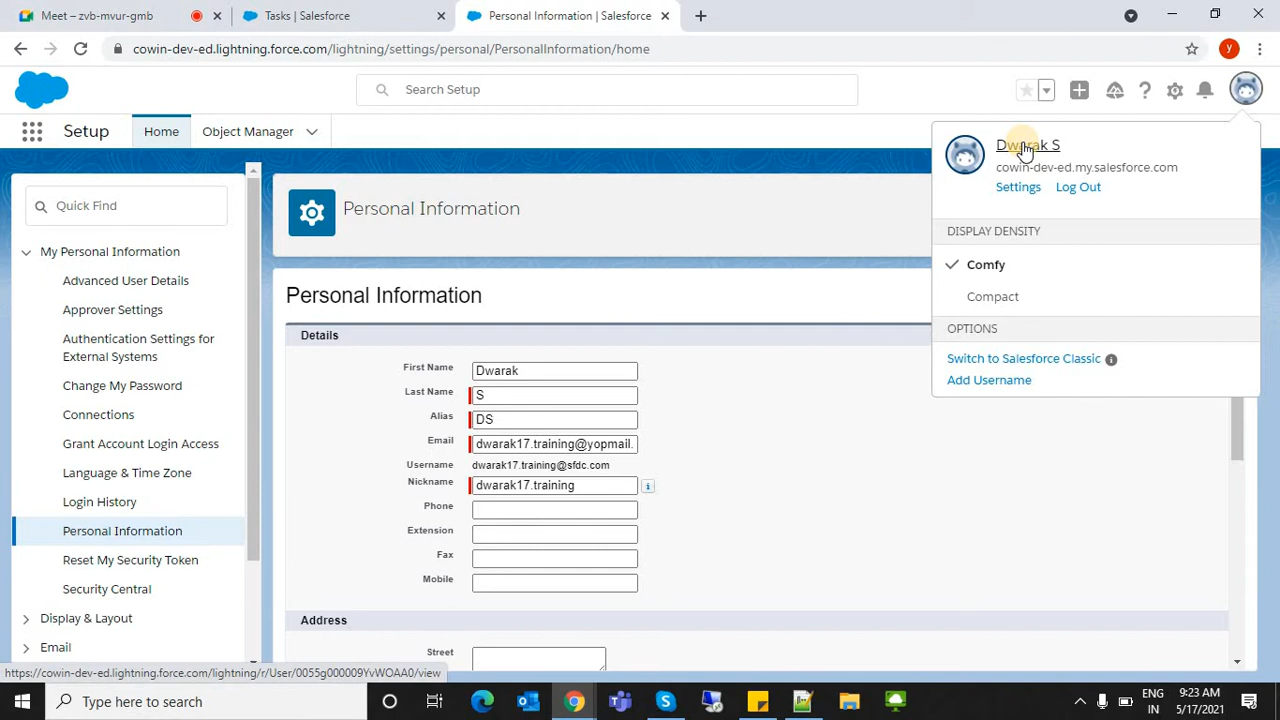 Meet – zvb-mvur-gmb
Tasks | Salesforce
Personal Information | Salesforce
cowin-dev-ed.lightning.force.com/lightning/settings/personal/PersonalInformation/home
y
Search Setup
Setup
Home
Object Manager
Quick Find
My Personal Information
Advanced User Details
Approver Settings
Authentication Settings for
External Systems
Change My Password
Connections
Grant Account Login Access
Language & Time Zone
Login History
Personal Information
Reset My Security Token
Security Central
Display & Layout
Email
Personal Information
Personal Information
Details
First Name Dwarak
Last Name S
Alias DS
Email dwarak17.training@yopmail.
Username dwarak17.training@sfdc.com
Nickname dwarak17.training
Phone
Extension
Fax
Mobile
Address
Street
Dwarak S
cowin-dev-ed.my.salesforce.com
Settings Log Out
DISPLAY DENSITY
Comfy
Compact
OPTIONS
Switch to Salesforce Classic
Add Username
https://cowin-dev-ed.lightning.force.com/lightning/r/User/0055g000009YvWOAA0/view
Type here to search
ENG
IN
9:23 AM
5/17/2021